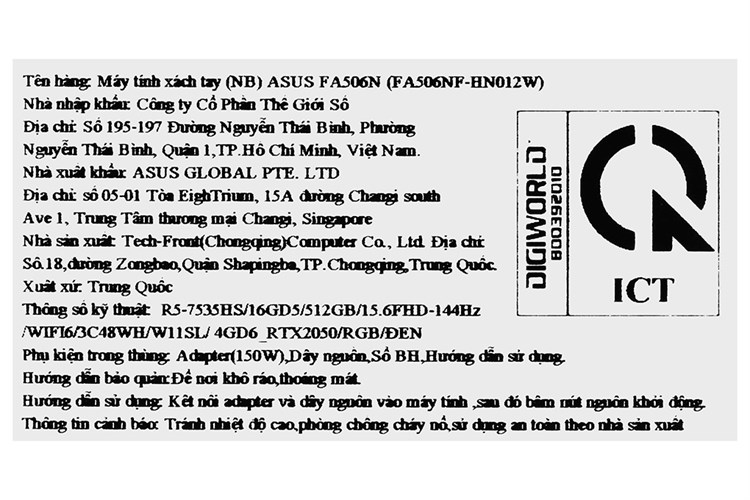 Tên hàng: Máy tính xách tay (NB) ASUS FA506N (FA506NF-HN012W)
Nhà nhập khẩu: Công ty Cổ Phần Thế Giới Số
Địa chỉ: Số 195-197 Đường Nguyễn Thái Bình, Phường
Nguyễn Thái Bình, Quận 1,TP.Hồ Chí Minh, Việt Nam.
Nhà xuất khẩu: ASUS GLOBAL PTE. LTD
Địa chỉ: số 05-01 Tòa EighTrium, 15A đường Changi south
Ave 1, Trung Tâm thương mại Changi, Singapore
Nhà sản xuất: Tech-Front(Chongqing)Computer Co., Ltd. Địa chỉ:
Số.18,đường Zongbao,Quận Shapingba,TP.Chongqing,Trung Quốc.
Xuất xứ: Trung Quốc
Thông số kỹ thuật: R5-7535HS/16GD5/512GB/15.6FHD-144Hz
/WIFI6/3C48WH/W11SL/ 4GD6_RTX2050/RGB/ĐEN
Phụ kiện trong thùng: Adapter(150W),Dây nguồn,Sổ BH,Hướng dẫn sử dụng.
Hướng dẫn bảo quản:Để nơi khô ráo,thoáng mát.
Hướng dẫn sử dụng: Kết nối adapter và dây nguồn vào máy tính ,sau đó bấm nút nguồn khởi động.
Thông tin cảnh báo: Tránh nhiệt độ cao,phòng chống cháy nổ,sử dụng an toàn theo nhà sản xuất
DIGIWORLD
800392010
ICT